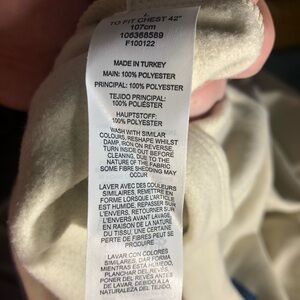 L
TO FIT CHEST 42"
107cm
106368589
F100122
MADE IN TURKEY
MAIN: 100% POLYESTER
PRINCIPAL: 100% POLYESTER
TEJIDO PRINCIPAL:
100% POLIÉSTER
HAUPTSTOFF:
100% POLYESTER
WASH WITH SIMILAR
COLOURS, RESHAPE WHILST
DAMP, IRON ON REVERSE,
TURN INSIDE OUT BEFORE
CLEANING, DUE TO THE
NATURE OF THE FABRIC
SOME FIBRE SHEDDING MAY
OCCUR
LAVER AVEC DES COULEURS
SIMILAIRES, REMETTRE EN
FORME LORSQUE L'ARTICLE
EST HUMIDE, REPASSER SUR
L'ENVERS, RETOURNER À
L'ENVERS AVANT LAVAGE,
EN RAISON DE LA NATURE
DU TISSU, UNE CERTAINE
PERTE DE FIBRES PEUT SE
PRODUIRE
LAVAR CON COLORES
SIMILARES, DAR FORMA
MIENTRAS ESTÁ HÚMEDO,
PLANCHAR DEL REVÉS,
PONER DEL REVÉS ANTES
DE LAVAR, DEBIDO A LA
NATURALEZA DEL TEJIDO,